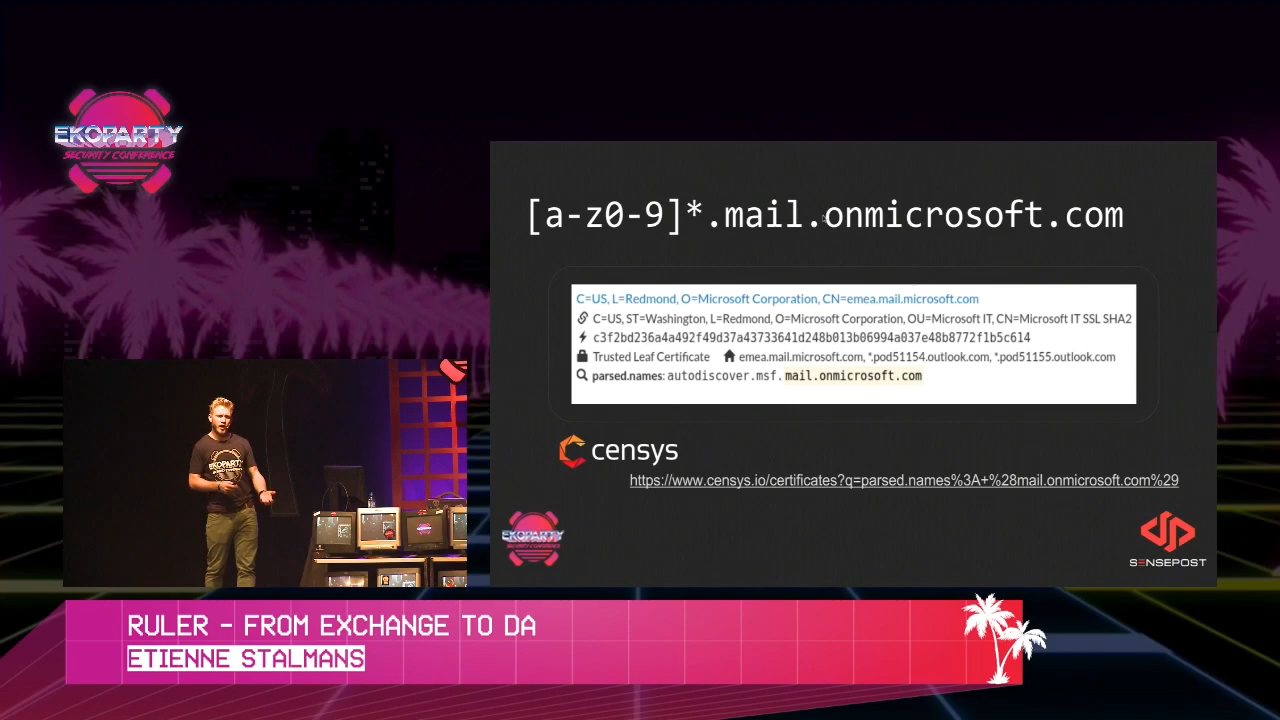 EKOPARTY
SECURITY CONFERENCE
[a-z0-9]*.mail.onmicrosoft.com
C=US, L=Redmond, O=Microsoft Corporation, CN=emea.mail.microsoft.com
C=US, ST=Washington, L=Redmond, O=Microsoft Corporation, OU=Microsoft IT, CN=Microsoft IT SSL SHA2
c3f2bd236a4a492f49d37a43733641d248b013b06994a037e48b8772f1b5c614
Trusted Leaf Certificate emea.mail.microsoft.com, *.pod51154.outlook.com, *.pod51155.outlook.com
parsed.names: autodiscover.msf.mail.onmicrosoft.com
censys
https://www.censys.io/certificates?q=parsed.names%3A+%28mail.onmicrosoft.com%29
EKOPARTY
SECURITY CONFERENCE
SENSEPOST
EKOPARTY
RULER - FROM EXCHANGE TO DA
ETIENNE STALMANS